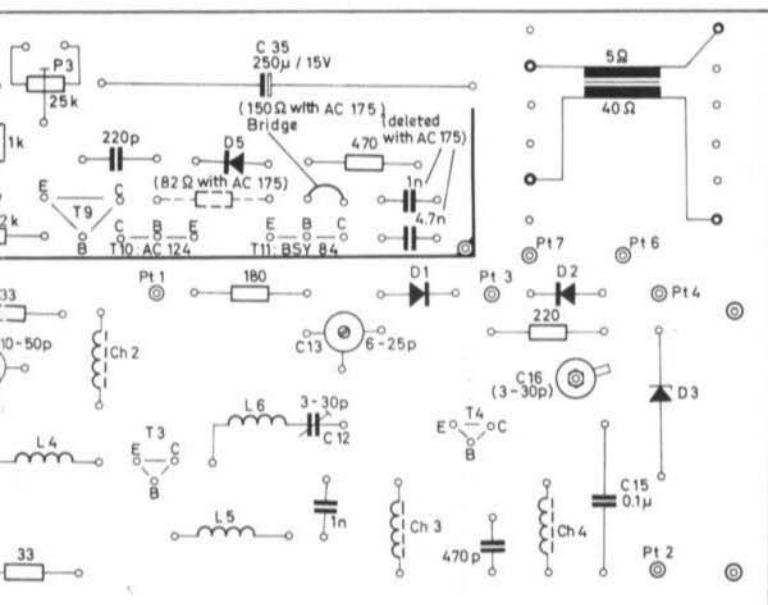 C 35
250µ / 15V
5Ω
P3
25k
(150Ω with AC 175)
Bridge
(deleted
with AC 175)
40Ω
1k
220p
D5
470
(82Ω with AC 175)
1n
E
C
T9
4.7n
2k
B
C
B
E
E
B
C
T10:AC 124
T11:BSY 84
Pt7
Pt 6
Pt 1
180
D1
Pt 3
D2
Pt4
33
220
10-50p
Ch 2
C13
6-25p
C16
(3-30p)
D3
L 6
3-30p
C 12
T4
E
C
B
L 4
T3
E
C
B
C 15
0.1µ
1n
L 5
Ch 3
Ch 4
470p
33
Pt 2